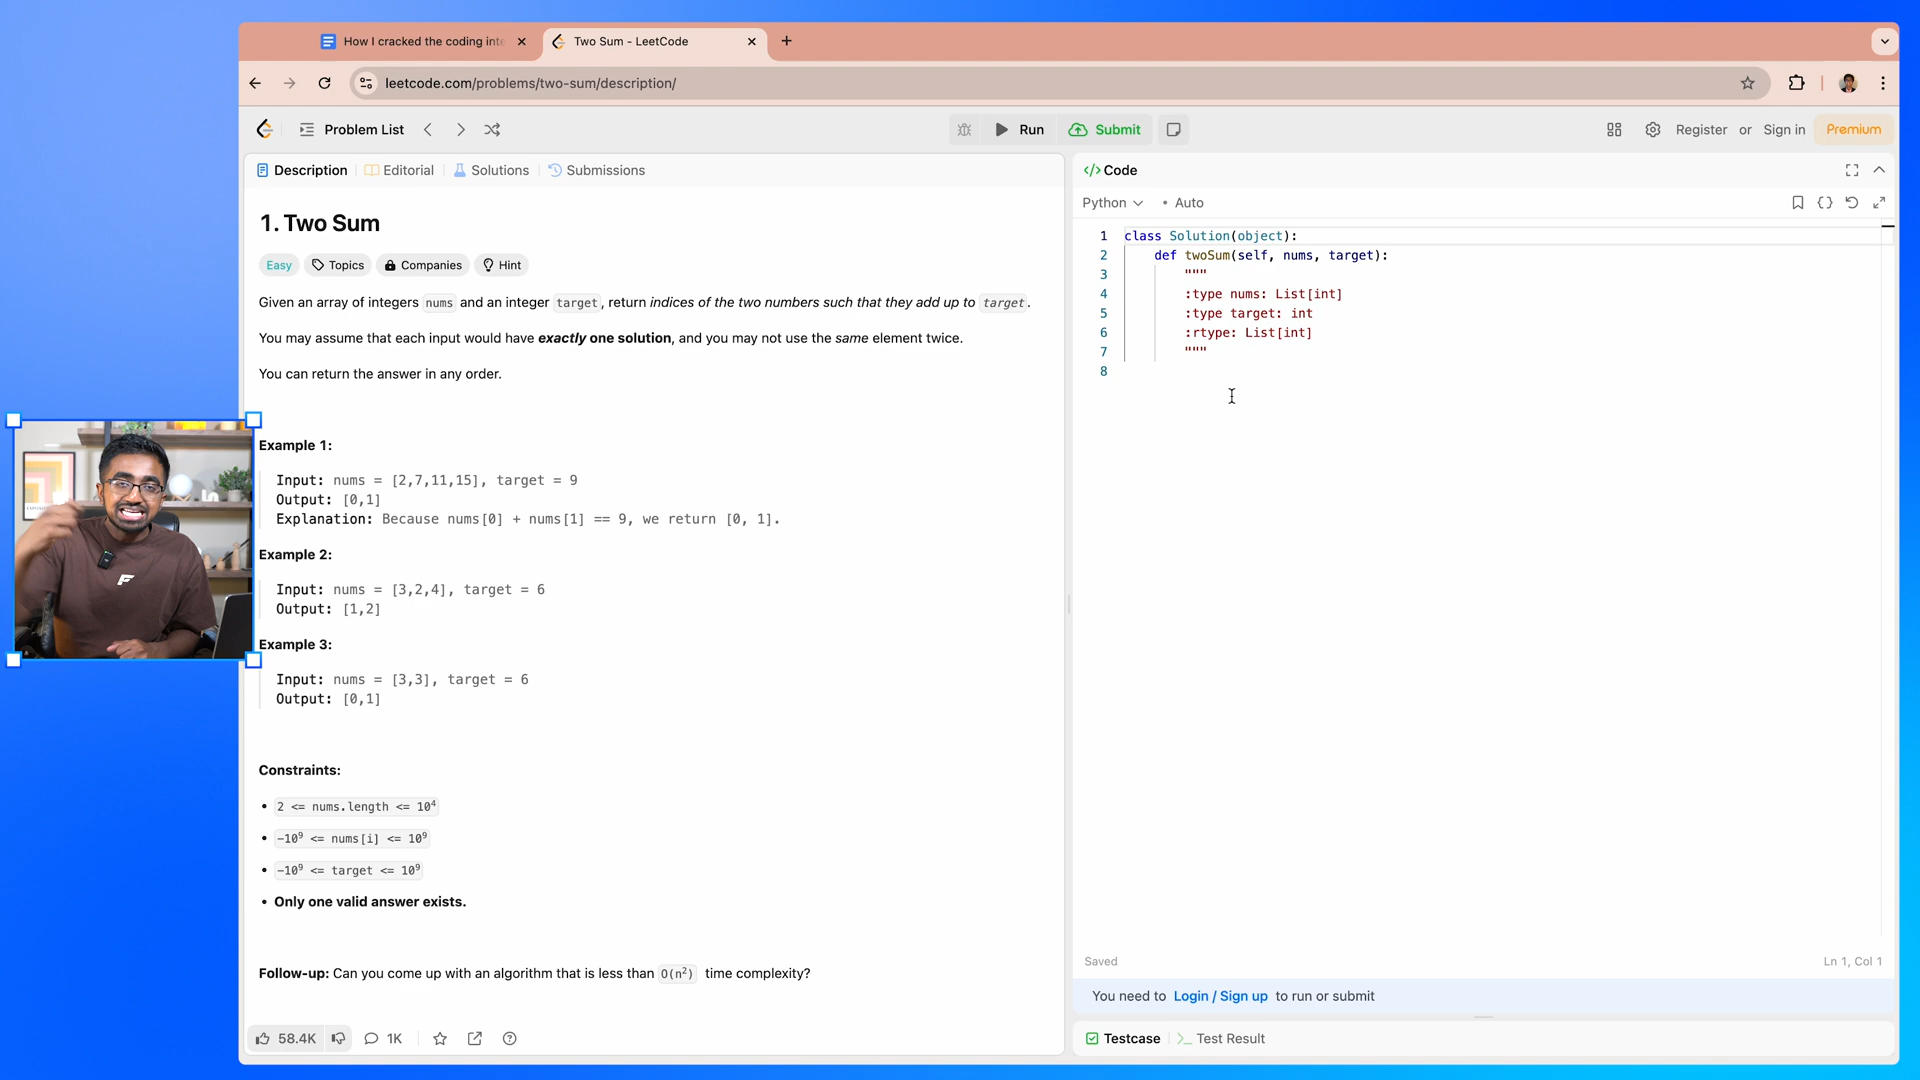 How I cracked the coding inte
Two Sum - LeetCode
leetcode.com/problems/two-sum/description/
Problem List
Run
Submit
Register or Sign in
Premium
Description
Editorial
Solutions
Submissions
Code
Python
• Auto
1. Two Sum
Easy
Topics
Companies
Hint
Given an array of integers nums and an integer target, return indices of the two numbers such that they add up to target.
You may assume that each input would have exactly one solution, and you may not use the same element twice.
You can return the answer in any order.
Example 1:
Input: nums = [2,7,11,15], target = 9
Output: [0,1]
Explanation: Because nums[0] + nums[1] == 9, we return [0, 1].
Example 2:
Input: nums = [3,2,4], target = 6
Output: [1,2]
Example 3:
Input: nums = [3,3], target = 6
Output: [0,1]
Constraints:
• 2 <= nums.length <= 10⁴
• -10⁹ <= nums[i] <= 10⁹
• -10⁹ <= target <= 10⁹
• Only one valid answer exists.
Follow-up: Can you come up with an algorithm that is less than O(n²) time complexity?
58.4K
1K
1 class Solution(object):
2 def twoSum(self, nums, target):
3 """
4 :type nums: List[int]
5 :type target: int
6 :rtype: List[int]
7 """
8
Saved
Ln 1, Col 1
You need to Login / Sign up to run or submit
Testcase
Test Result